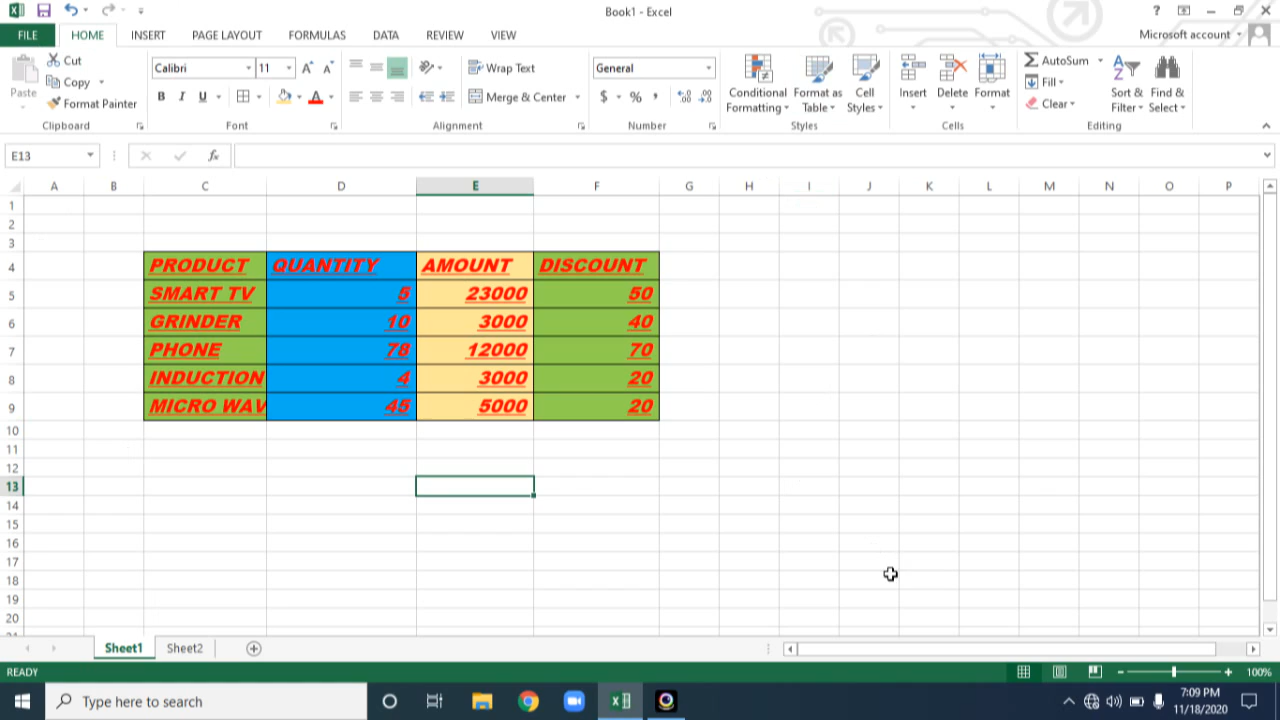 Book1 - Excel
FILE HOME INSERT PAGE LAYOUT FORMULAS DATA REVIEW VIEW Microsoft account
Paste Cut Copy Format Painter Clipboard
Calibri 11 B I U A Font
Wrap Text Merge & Center Alignment
General $ % , Number
Conditional Formatting Format as Table Cell Styles Styles
Insert Delete Format Cells
AutoSum Fill Clear Sort & Filter Find & Select Editing
E13 fx
A B C D E F G H I J K L M N O P
1
2
3
4 PRODUCT QUANTITY AMOUNT DISCOUNT
5 SMART TV 5 23000 50
6 GRINDER 10 3000 40
7 PHONE 78 12000 70
8 INDUCTION 4 3000 20
9 MICRO WAV 45 5000 20
10
11
12
13
14
15
16
17
18
19
20
Sheet1 Sheet2
READY 100%
Type here to search 7:09 PM
11/18/2020